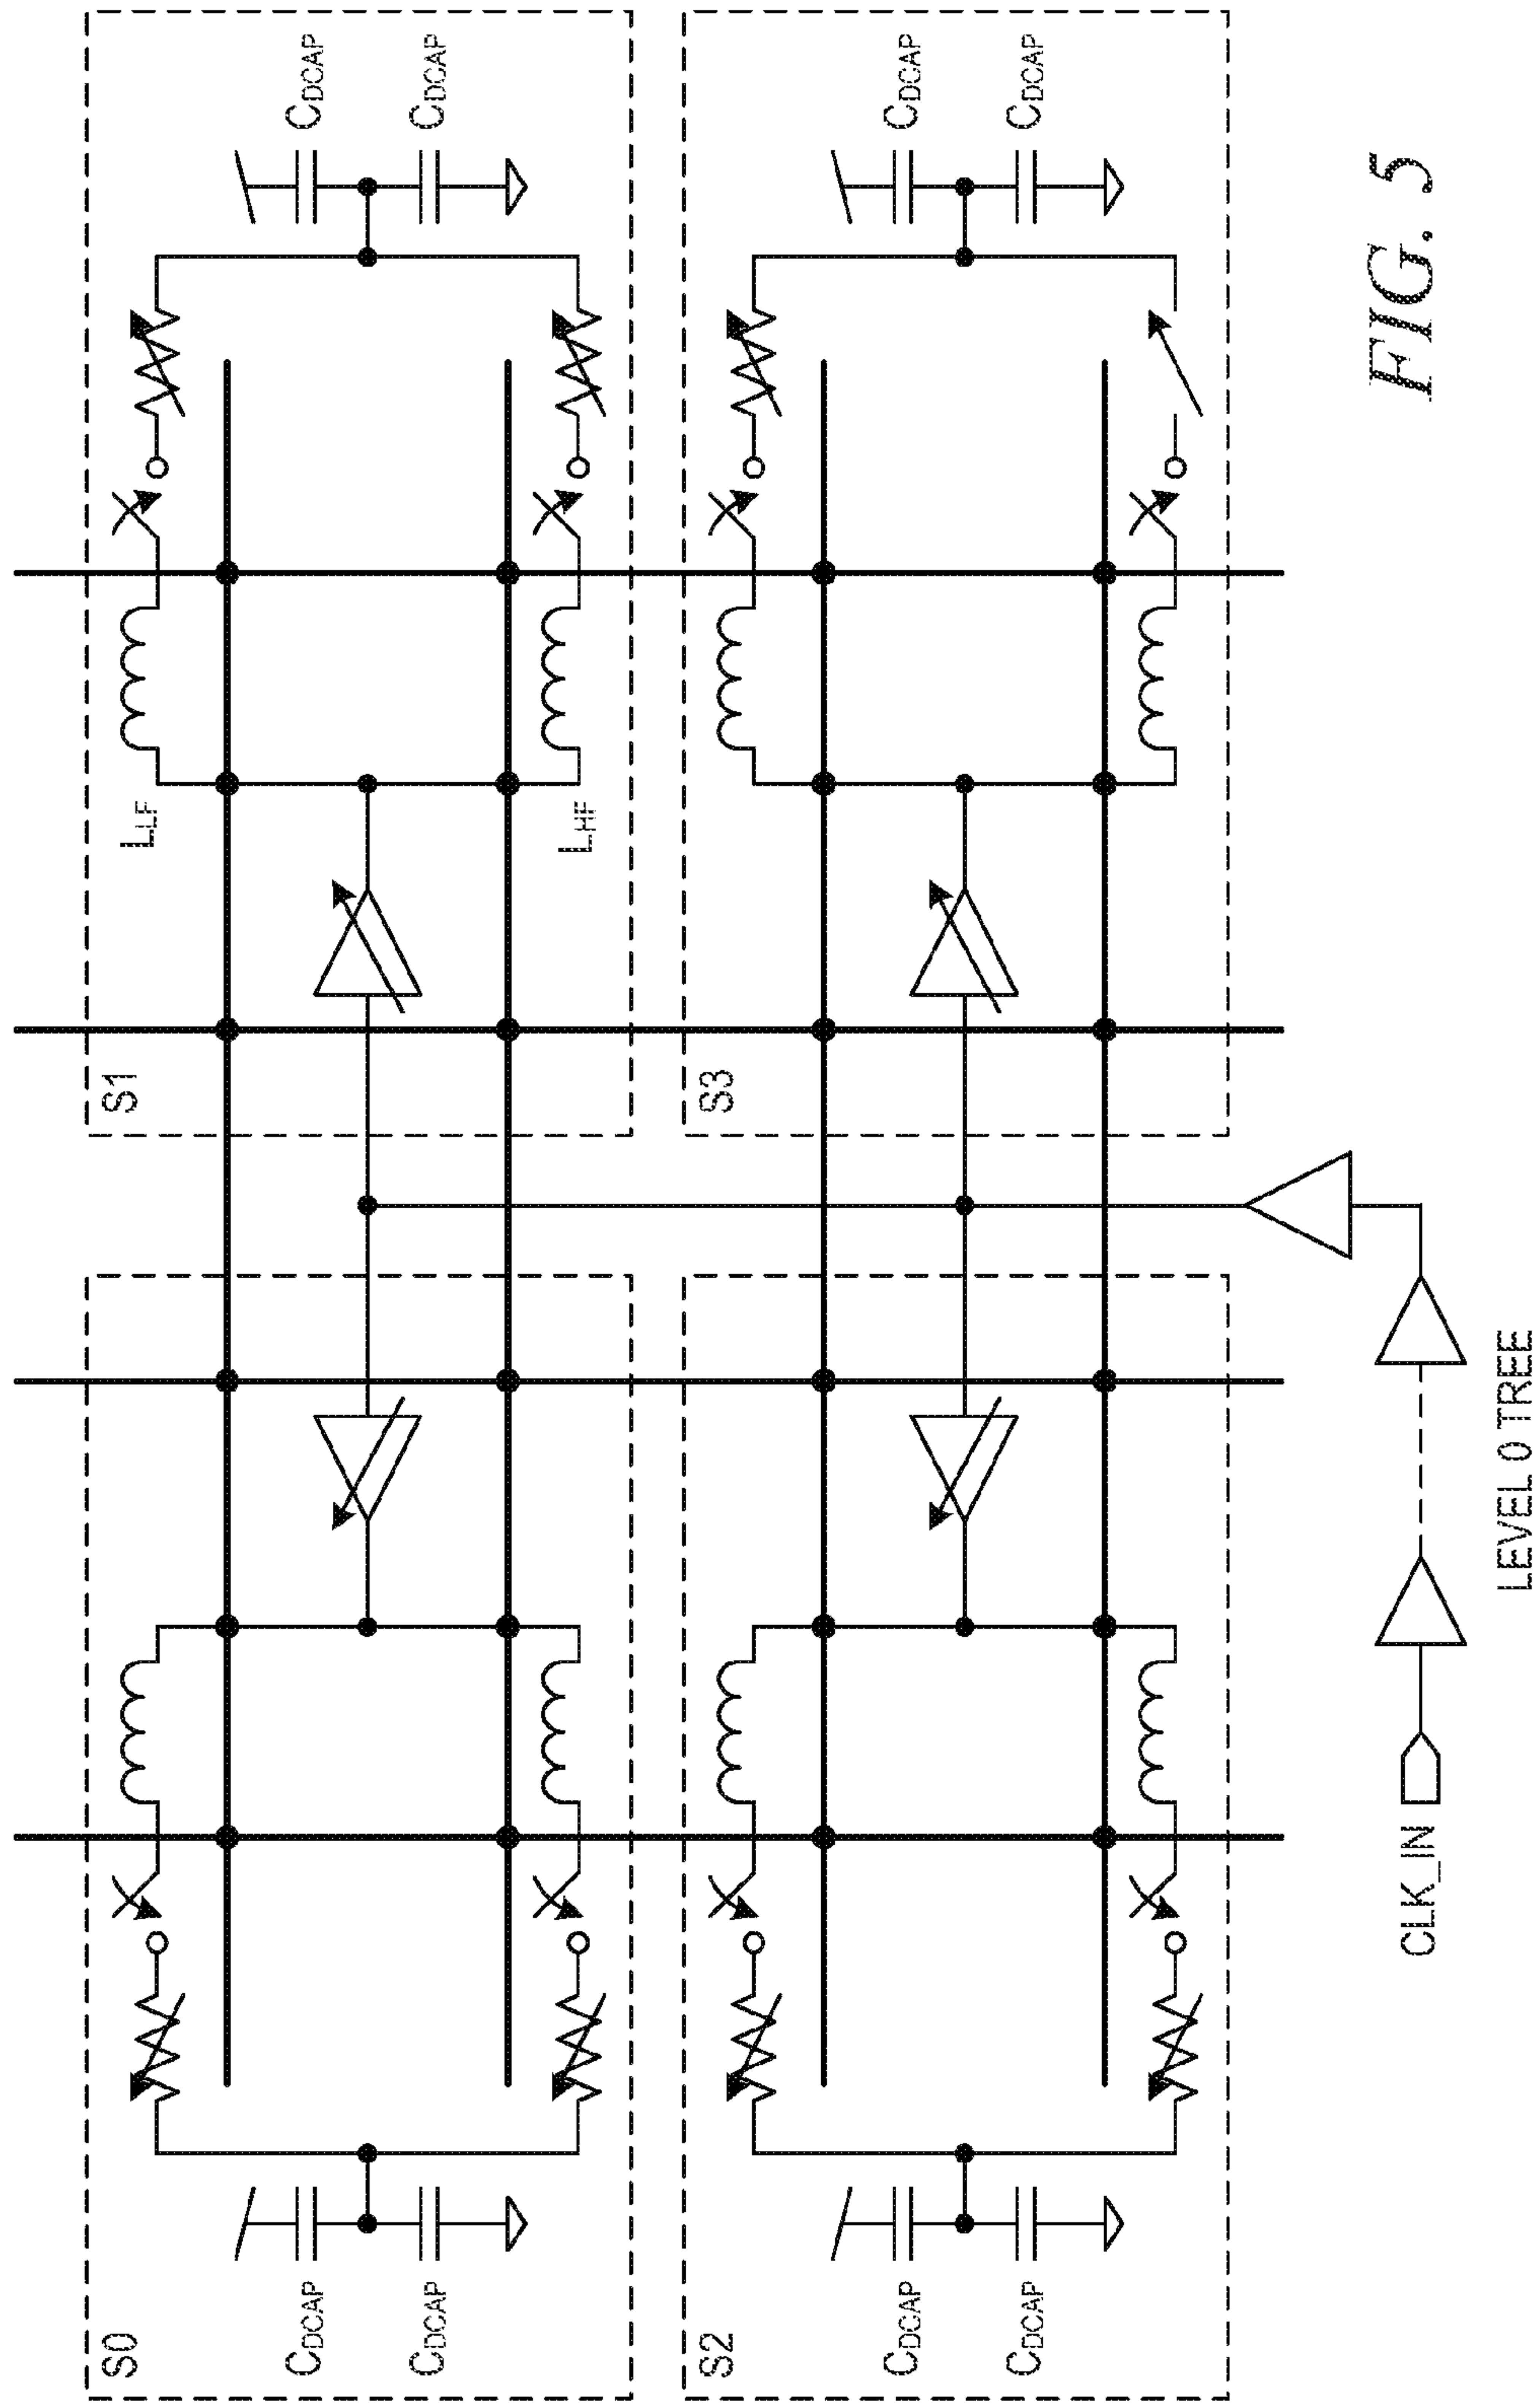 S0
C_DCAP
C_DCAP
S1
L_LF
L_HF
C_DCAP
C_DCAP
S2
C_DCAP
C_DCAP
S3
C_DCAP
C_DCAP
CLK_IN
LEVEL 0 TREE
FIG. 5